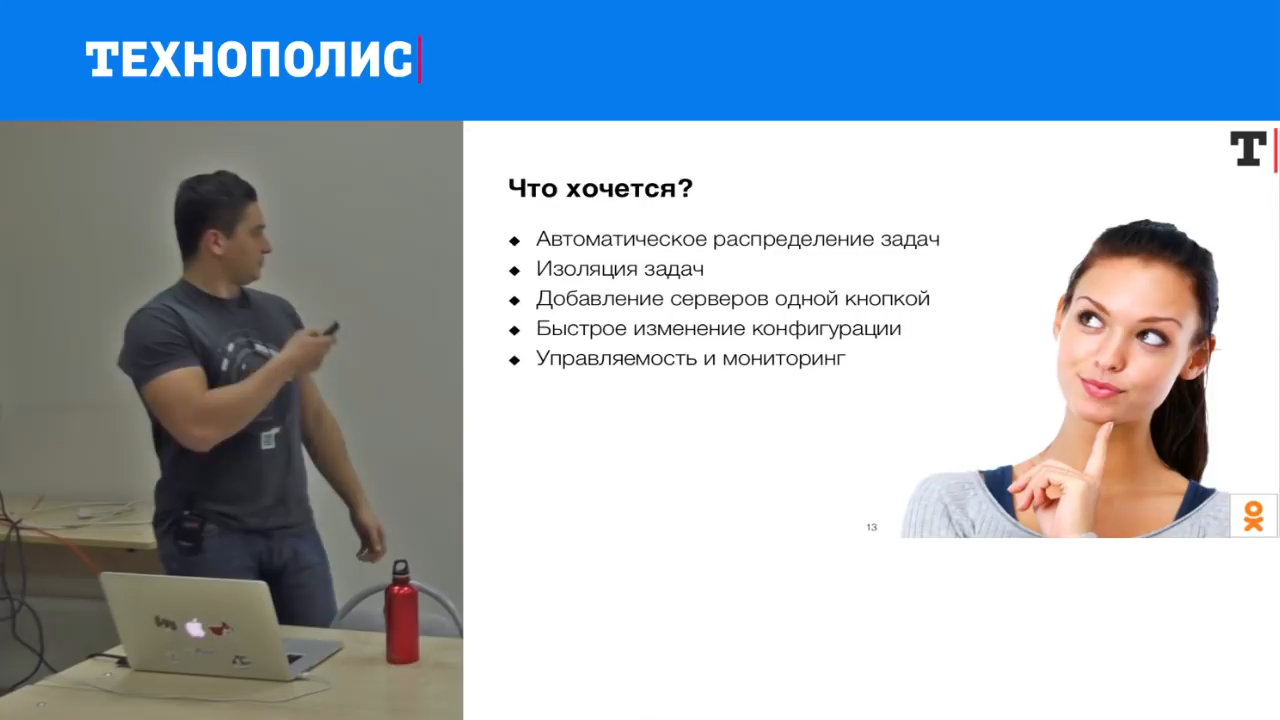 ТЕХНОПОЛИС
Т
Что хочется?
Автоматическое распределение задач
Изоляция задач
Добавление серверов одной кнопкой
Быстрое изменение конфигурации
Управляемость и мониторинг
13